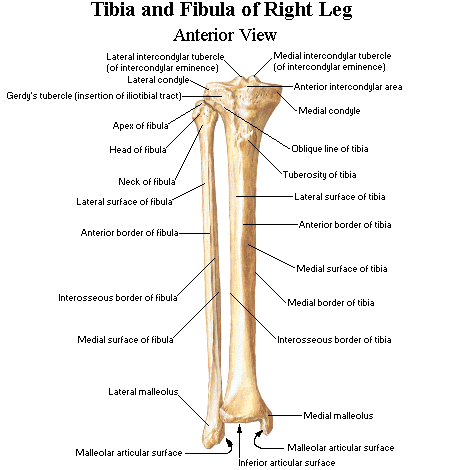 Tibia and Fibula of Right Leg
Anterior View
Lateral intercondylar tubercle
(of intercondylar eminence)
Medial intercondylar tubercle
(of intercondylar eminence)
Lateral condyle
Anterior intercondylar area
Gerdy's tubercle (insertion of iliotibial tract)
Medial condyle
Apex of fibula
Head of fibula
Oblique line of tibia
Neck of fibula
Tuberosity of tibia
Lateral surface of fibula
Lateral surface of tibia
Anterior border of fibula
Anterior border of tibia
Medial surface of tibia
Interosseous border of fibula
Medial border of tibia
Medial surface of fibula
Interosseous border of tibia
Lateral malleolus
Medial malleolus
Malleolar articular surface
Malleolar articular surface
Inferior articular surface